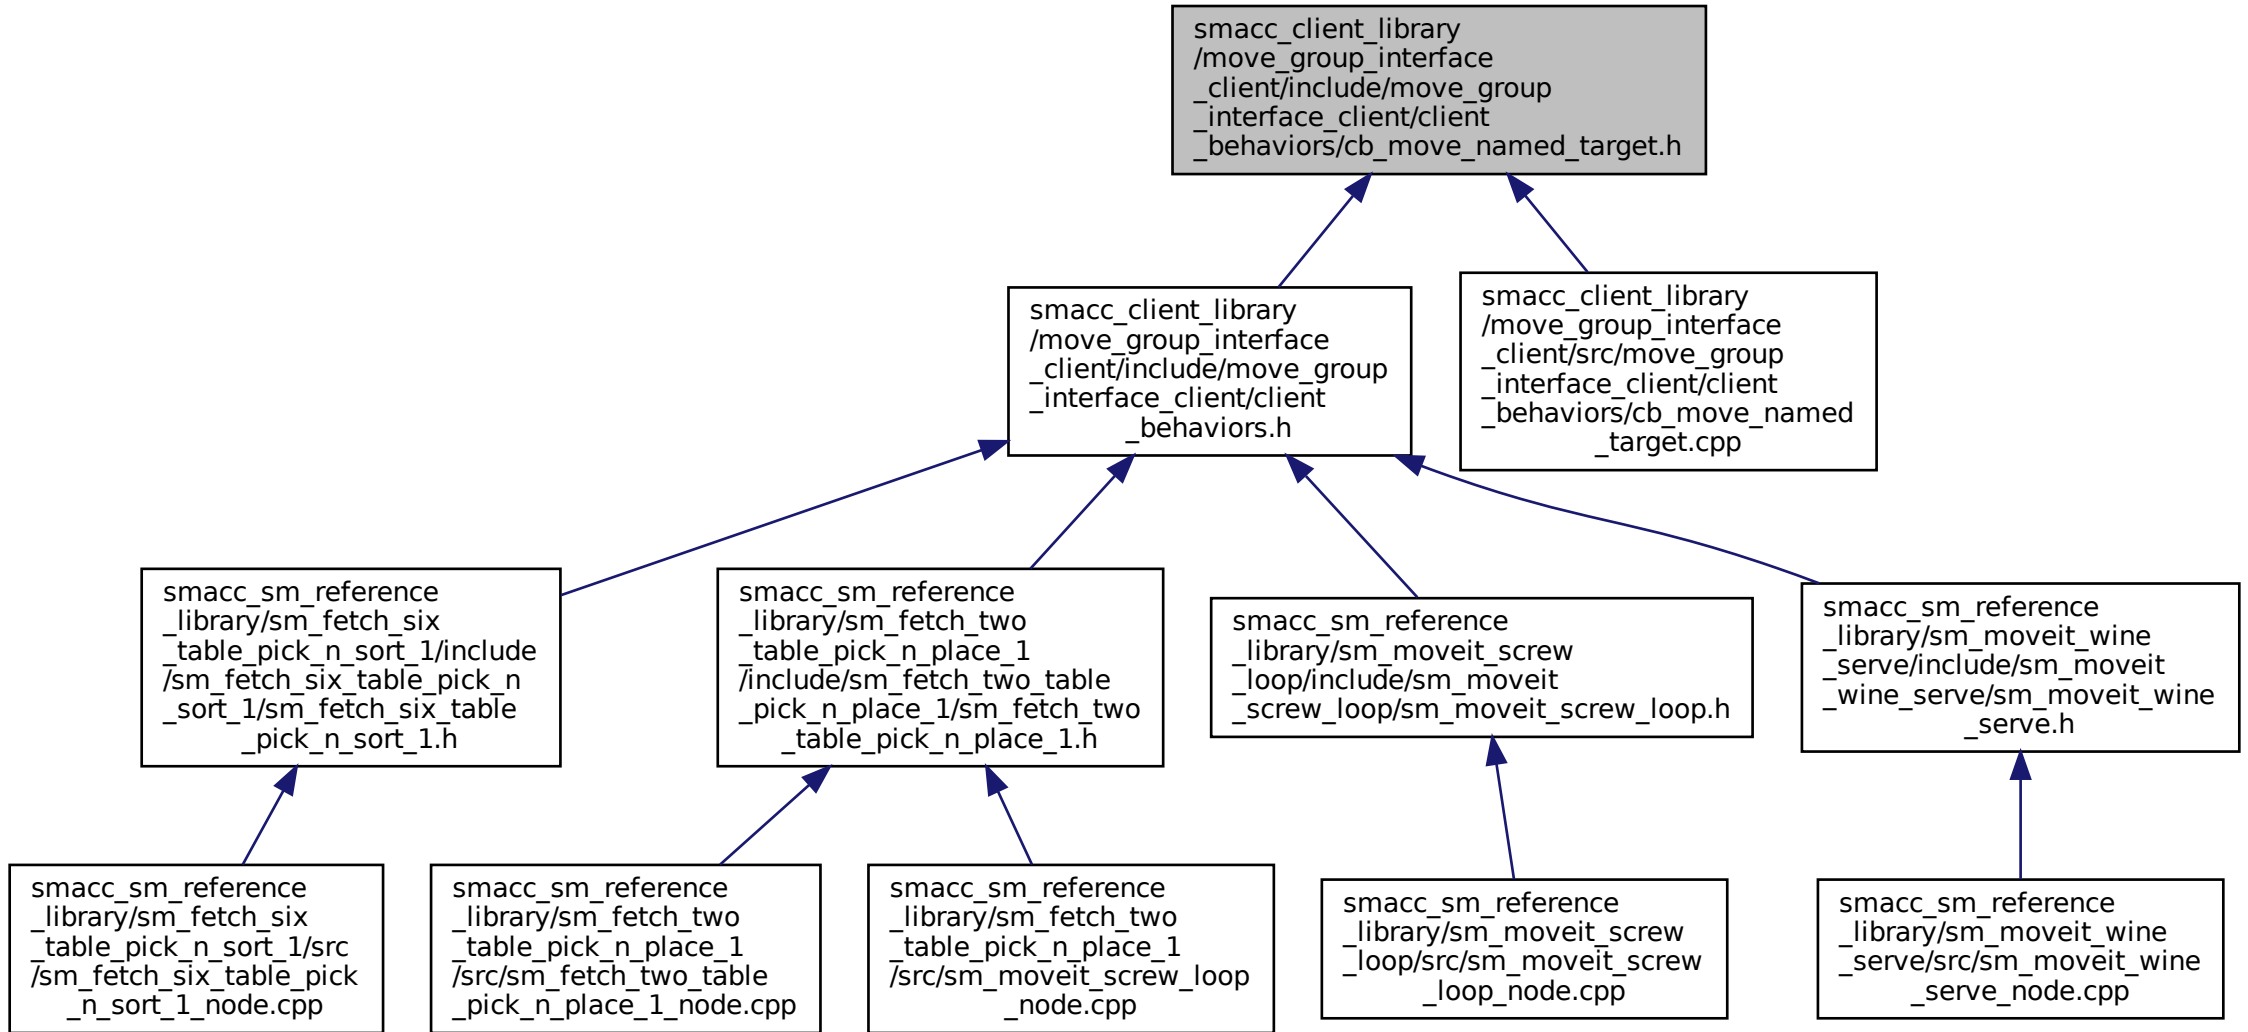 smacc_client_library
/move_group_interface
_client/include/move_group
_interface_client/client
_behaviors/cb_move_named_target.h
smacc_client_library
/move_group_interface
_client/include/move_group
_interface_client/client
_behaviors.h
smacc_client_library
/move_group_interface
_client/src/move_group
_interface_client/client
_behaviors/cb_move_named
_target.cpp
smacc_sm_reference
_library/sm_fetch_six
_table_pick_n_sort_1/include
/sm_fetch_six_table_pick_n
_sort_1/sm_fetch_six_table
_pick_n_sort_1.h
smacc_sm_reference
_library/sm_fetch_two
_table_pick_n_place_1
/include/sm_fetch_two_table
_pick_n_place_1/sm_fetch_two
_table_pick_n_place_1.h
smacc_sm_reference
_library/sm_moveit_screw
_loop/include/sm_moveit
_screw_loop/sm_moveit_screw_loop.h
smacc_sm_reference
_library/sm_moveit_wine
_serve/include/sm_moveit
_wine_serve/sm_moveit_wine
_serve.h
smacc_sm_reference
_library/sm_fetch_six
_table_pick_n_sort_1/src
/sm_fetch_six_table_pick
_n_sort_1_node.cpp
smacc_sm_reference
_library/sm_fetch_two
_table_pick_n_place_1
/src/sm_fetch_two_table
_pick_n_place_1_node.cpp
smacc_sm_reference
_library/sm_fetch_two
_table_pick_n_place_1
/src/sm_moveit_screw_loop
_node.cpp
smacc_sm_reference
_library/sm_moveit_screw
_loop/src/sm_moveit_screw
_loop_node.cpp
smacc_sm_reference
_library/sm_moveit_wine
_serve/src/sm_moveit_wine
_serve_node.cpp